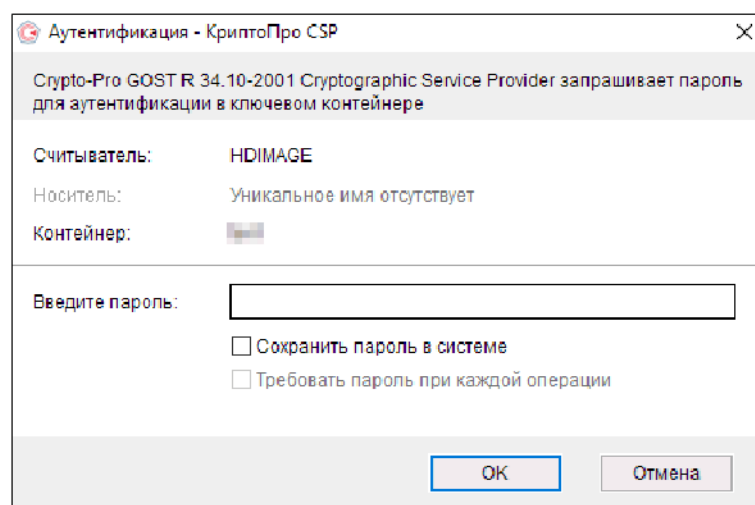 Аутентификация - КриптоПро CSP
Crypto-Pro GOST R 34.10-2001 Cryptographic Service Provider запрашивает пароль
для аутентификации в ключевом контейнере
Считыватель: HDIMAGE
Носитель: Уникальное имя отсутствует
Контейнер:
Введите пароль:
Сохранить пароль в системе
Требовать пароль при каждой операции
OK Отмена